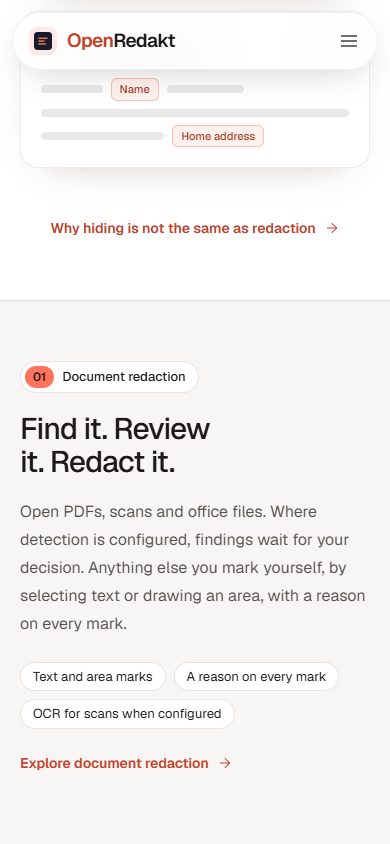 OpenRedakt
Name
Home address
Why hiding is not the same as redaction
01 Document redaction
Find it. Review
it. Redact it.
Open PDFs, scans and office files. Where
detection is configured, findings wait for your
decision. Anything else you mark yourself, by
selecting text or drawing an area, with a reason
on every mark.
Text and area marks
A reason on every mark
OCR for scans when configured
Explore document redaction